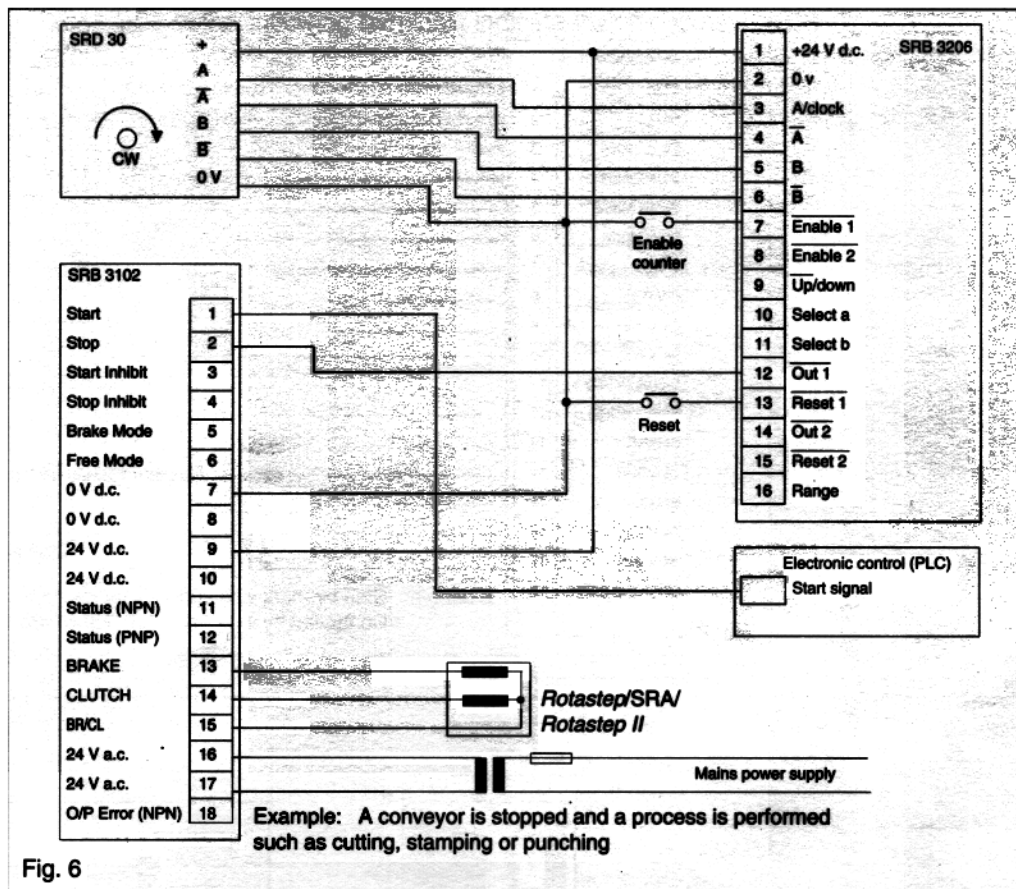 SRD 30
+
A
A̅
B
B̅
0 V
CW
SRB 3206
1 +24 V d.c.
2 0 v
3 A/clock
4 A̅
5 B
6 B̅
7 Enable 1
8 Enable 2
9 Up/down
10 Select a
11 Select b
12 Out 1
13 Reset 1
14 Out 2
15 Reset 2
16 Range
Enable
counter
Reset
SRB 3102
Start 1
Stop 2
Start Inhibit 3
Stop Inhibit 4
Brake Mode 5
Free Mode 6
0 V d.c. 7
0 V d.c. 8
24 V d.c. 9
24 V d.c. 10
Status (NPN) 11
Status (PNP) 12
BRAKE 13
CLUTCH 14
BR/CL 15
24 V a.c. 16
24 V a.c. 17
O/P Error (NPN) 18
Electronic control (PLC)
Start signal
Rotastep/SRA/
Rotastep II
Mains power supply
Example: A conveyor is stopped and a process is performed
such as cutting, stamping or punching
Fig. 6